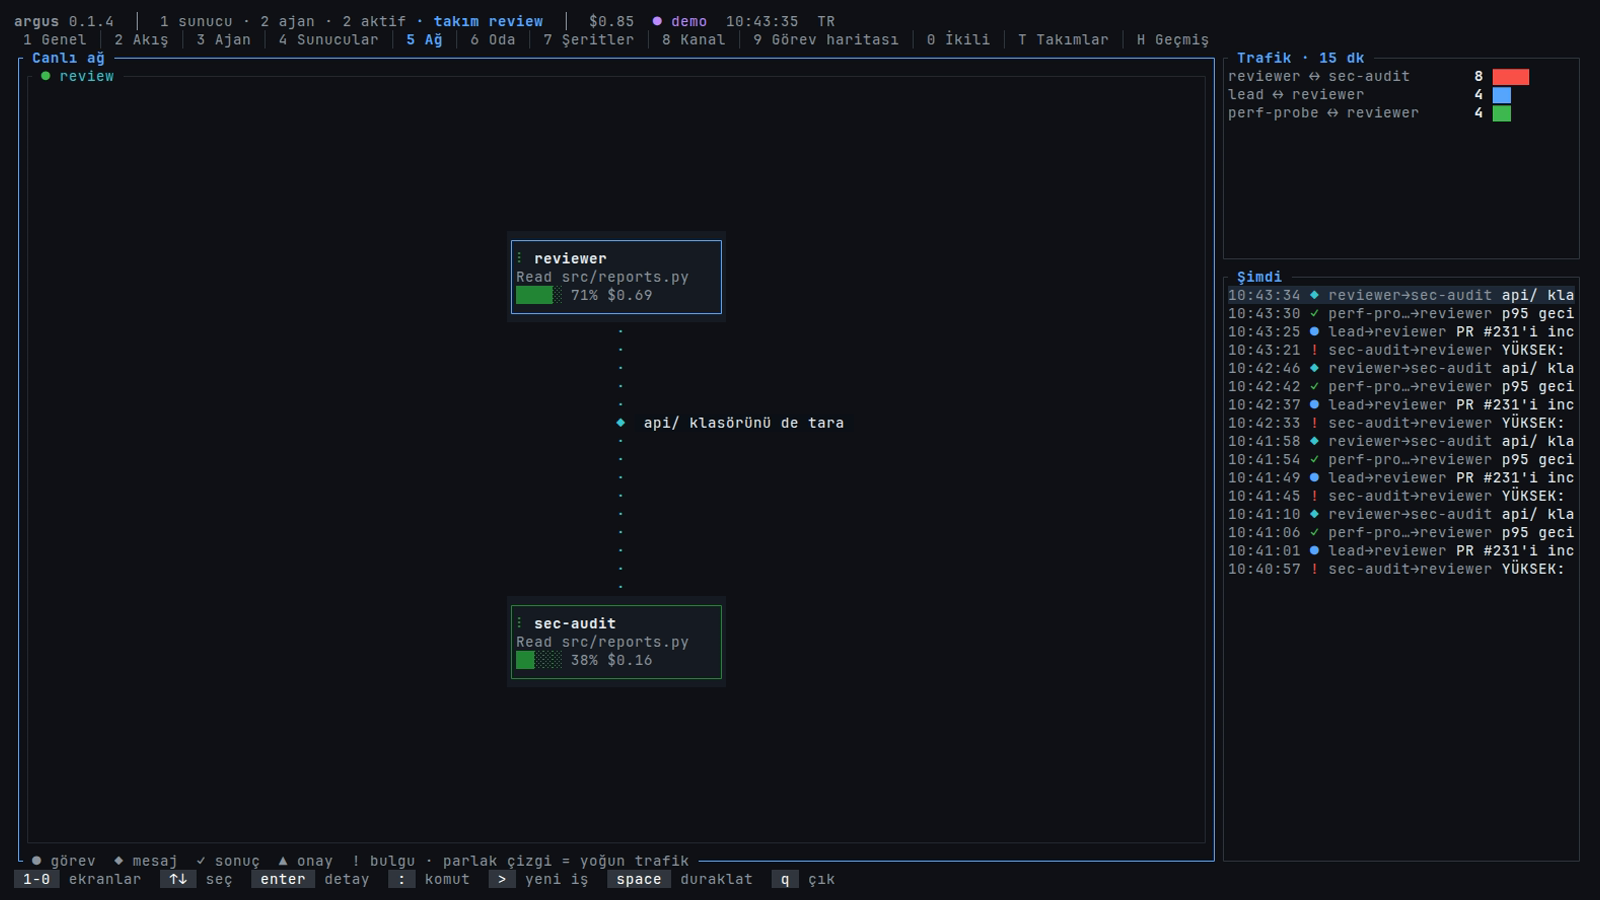 argus 0.1.4 │ 1 sunucu · 2 ajan · 2 aktif · takım review │ $0.85 ● demo 10:43:35 TR
1 Genel │ 2 Akış │ 3 Ajan │ 4 Sunucular │ 5 Ağ │ 6 Oda │ 7 Şeritler │ 8 Kanal │ 9 Görev haritası │ 0 İkili │ T Takımlar │ H Geçmiş
Canlı ağ
● review
reviewer
Read src/reports.py
71% $0.69
◆ api/ klasörünü de tara
sec-audit
Read src/reports.py
38% $0.16
● görev ◆ mesaj ✓ sonuç ▲ onay ! bulgu · parlak çizgi = yoğun trafik
Trafik · 15 dk
reviewer ↔ sec-audit 8
lead ↔ reviewer 4
perf-probe ↔ reviewer 4
Şimdi
10:43:34 ◆ reviewer→sec-audit api/ kla
10:43:30 ✓ perf-pro…→reviewer p95 geci
10:43:25 ● lead→reviewer PR #231'i inc
10:43:21 ! sec-audit→reviewer YÜKSEK:
10:42:46 ◆ reviewer→sec-audit api/ kla
10:42:42 ✓ perf-pro…→reviewer p95 geci
10:42:37 ● lead→reviewer PR #231'i inc
10:42:33 ! sec-audit→reviewer YÜKSEK:
10:41:58 ◆ reviewer→sec-audit api/ kla
10:41:54 ✓ perf-pro…→reviewer p95 geci
10:41:49 ● lead→reviewer PR #231'i inc
10:41:45 ! sec-audit→reviewer YÜKSEK:
10:41:10 ◆ reviewer→sec-audit api/ kla
10:41:06 ✓ perf-pro…→reviewer p95 geci
10:41:01 ● lead→reviewer PR #231'i inc
10:40:57 ! sec-audit→reviewer YÜKSEK:
1-0 ekranlar ↑↓ seç enter detay : komut > yeni iş space duraklat q çık